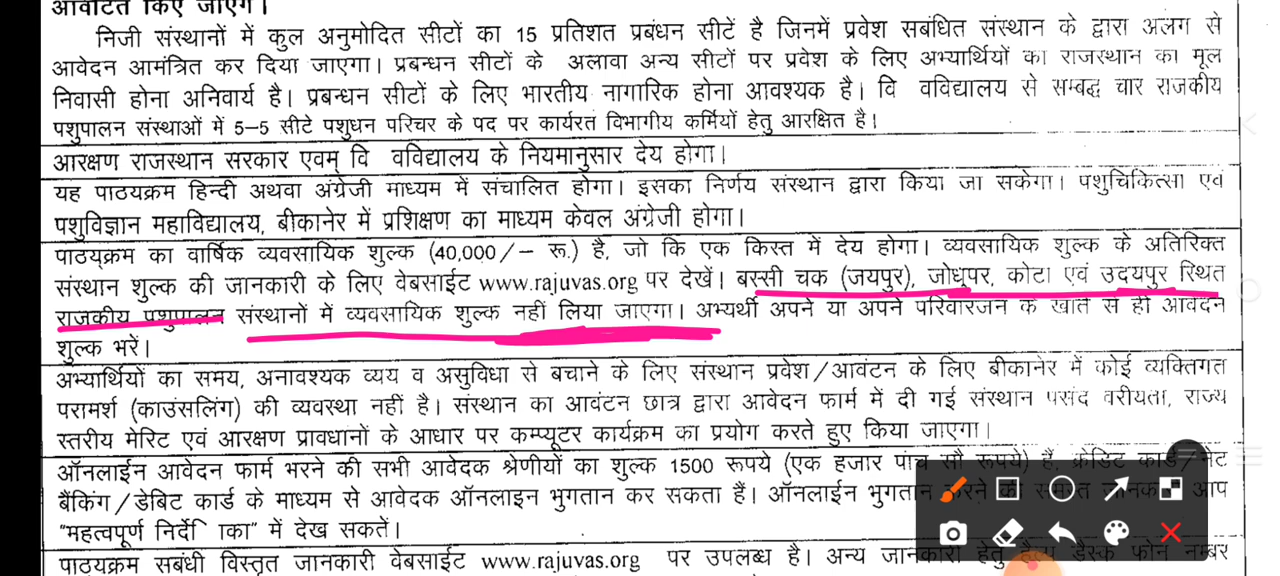 आवंटित किए जाएंगे।
निजी संस्थानों में कुल अनुमोदित सीटों का 15 प्रतिशत प्रबंधन सीटें है जिनमें प्रवेश सबंधित संस्थान के द्वारा अलग से
आवेदन आमंत्रित कर दिया जाएगा। प्रबन्धन सीटों के अलावा अन्य सीटों पर प्रवेश के लिए अभ्यार्थियों का राजस्थान का मूल
निवासी होना अनिवार्य है। प्रबन्धन सीटों के लिए भारतीय नागरिक होना आवश्यक है। वि वविद्यालय से सम्बद्ध चार राजकीय
पशुपालन संस्थाओं में 5–5 सीटे पशुधन परिचर के पद पर कार्यरत विभागीय कर्मियों हेतु आरक्षित है।
आरक्षण राजस्थान सरकार एवम् वि वविद्यालय के नियमानुसार देय होगा।
यह पाठयक्रम हिन्दी अथवा अंग्रेजी माध्यम में संचालित होगा। इसका निर्णय संस्थान द्वारा किया जा सकेगा। पशुचिकित्सा एवं
पशुविज्ञान महाविद्यालय, बीकानेर में प्रशिक्षण का माध्यम केवल अंग्रेजी होगा।
पाठ्यक्रम का वार्षिक व्यवसायिक शुल्क (40,000/– रू.) है, जो कि एक किस्त में देय होगा। व्यवसायिक शुल्क के अतिरिक्त
संस्थान शुल्क की जानकारी के लिए वेबसाईट www.rajuvas.org पर देखें। बस्सी चक (जयपुर), जोधपुर, कोटा एवं उदयपुर स्थित
राजकीय पशुपालन संस्थानों में व्यवसायिक शुल्क नहीं लिया जाएगा। अभ्यर्थी अपने या अपने परिवारजन के खाते से ही आवेदन
शुल्क भरें।
अभ्यार्थियों का समय, अनावश्यक व्यय व असुविधा से बचाने के लिए संस्थान प्रवेश/आवंटन के लिए बीकानेर में कोई व्यक्तिगत
परामर्श (काउंसलिंग) की व्यवस्था नहीं है। संस्थान का आवंटन छात्र द्वारा आवेदन फार्म में दी गई संस्थान पसंद वरीयता, राज्य
स्तरीय मेरिट एवं आरक्षण प्रावधानों के आधार पर कम्प्यूटर कार्यक्रम का प्रयोग करते हुए किया जाएगा।
ऑनलाईन आवेदन फार्म भरने की सभी आवेदक श्रेणीयों का शुल्क 1500 रूपये (एक हजार पांच सौ रूपये) हैं, क्रेडिट कार्ड/नेट
बैंकिंग/डेबिट कार्ड के माध्यम से आवेदक ऑनलाइन भुगतान कर सकता हैं। ऑनलाईन भुगतान करने की समस्त जानकारी आप
"महत्वपूर्ण निर्देि ाका" में देख सकतें।
पाठयक्रम सबंधी विस्तृत जानकारी वेबसाईट www.rajuvas.org पर उपलब्ध है। अन्य जानकारी हेतु हैल्प डैस्क फोन नम्बर